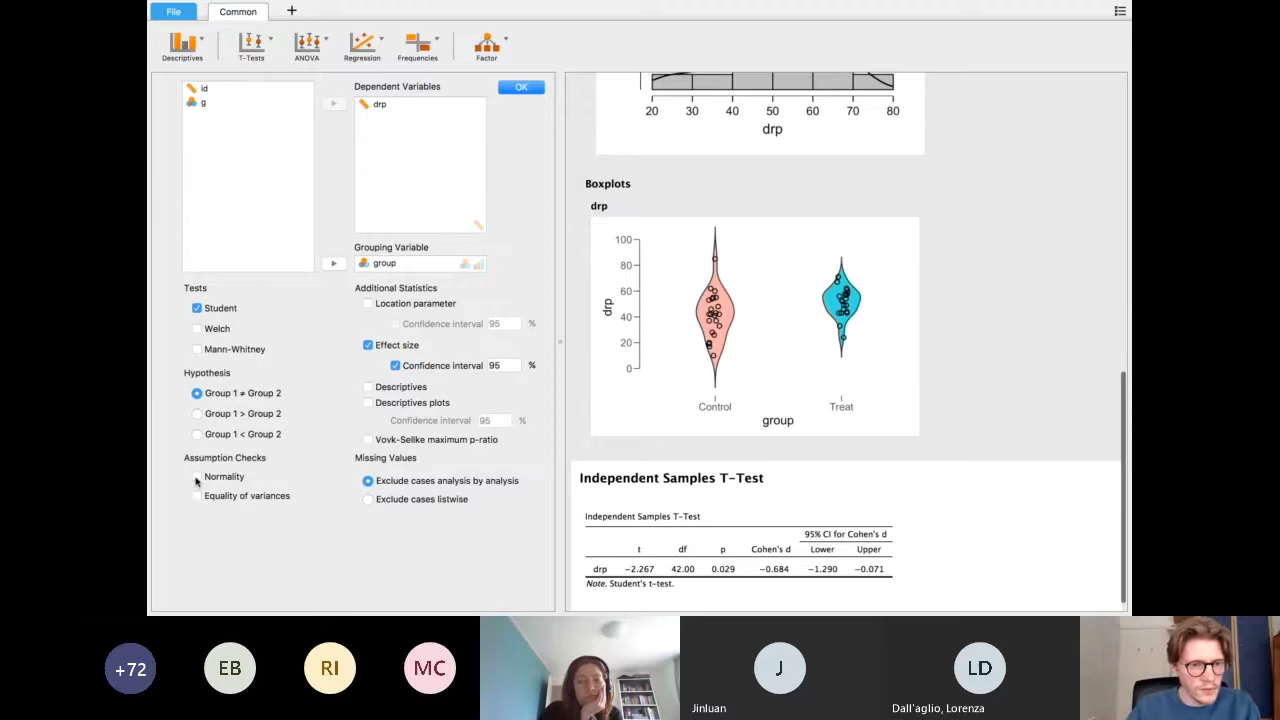 File
Common
+
Descriptives
T-Tests
ANOVA
Regression
Frequencies
Factor
id
g
Dependent Variables
OK
drp
Grouping Variable
group
Tests
Student
Welch
Mann-Whitney
Hypothesis
Group 1 ≠ Group 2
Group 1 > Group 2
Group 1 < Group 2
Assumption Checks
Normality
Equality of variances
Additional Statistics
Location parameter
Confidence interval 95 %
Effect size
Confidence interval 95 %
Descriptives
Descriptives plots
Confidence interval 95 %
Vovk-Sellke maximum p-ratio
Missing Values
Exclude cases analysis by analysis
Exclude cases listwise
20 30 40 50 60 70 80
drp
Boxplots
drp
100
80
60
40
20
0
drp
Control Treat
group
Independent Samples T-Test
Independent Samples T-Test
95% CI for Cohen's d
t df p Cohen's d Lower Upper
drp −2.267 42.00 0.029 −0.684 −1.290 −0.071
Note. Student's t-test.
+72
EB
RI
MC
J
Jinluan
LD
Dall'aglio, Lorenza